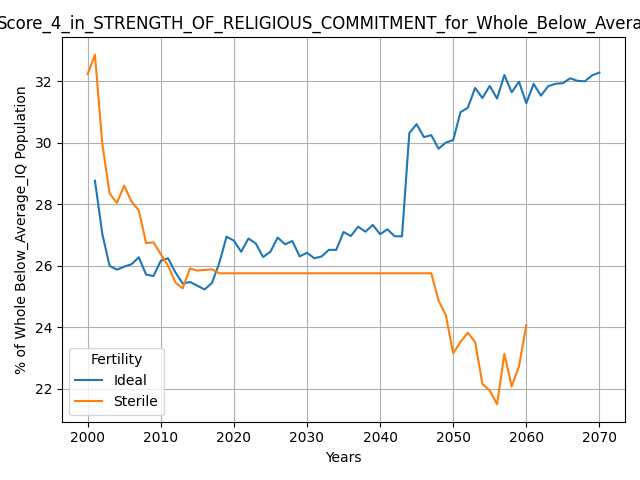 Score_4_in_STRENGTH_OF_RELIGIOUS_COMMITMENT_for_Whole_Below_Avera
% of Whole Below_Average_IQ Population
32
30
28
26
24
22
Fertility
Ideal
Sterile
2000 2010 2020 2030 2040 2050 2060 2070
Years